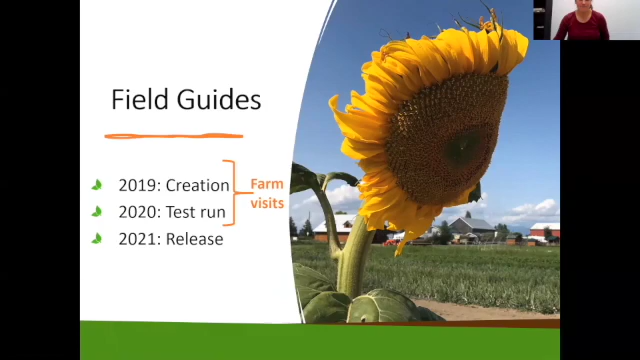 Field Guides
2019: Creation
2020: Test run
2021: Release
Farm
visits